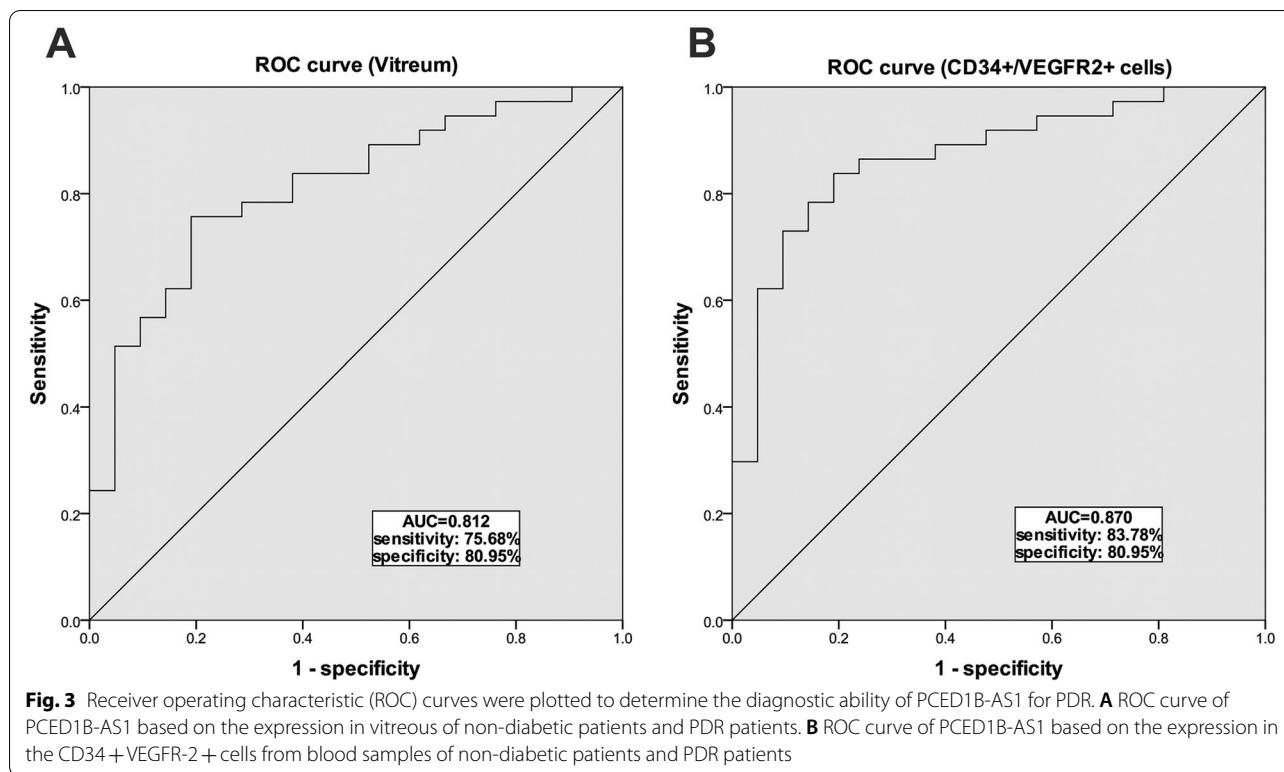 A
ROC curve (Vitreum)
1.0
0.8
0.6
0.4
0.2
0.0
Sensitivity
AUC=0.812
sensitivity: 75.68%
specificity: 80.95%
0.0 0.2 0.4 0.6 0.8 1.0
1 - specificity
B
ROC curve (CD34+/VEGFR2+ cells)
1.0
0.8
0.6
0.4
0.2
0.0
Sensitivity
AUC=0.870
sensitivity: 83.78%
specificity: 80.95%
0.0 0.2 0.4 0.6 0.8 1.0
1 - specificity
Fig. 3 Receiver operating characteristic (ROC) curves were plotted to determine the diagnostic ability of PCED1B-AS1 for PDR. A ROC curve of
PCED1B-AS1 based on the expression in vitreous of non-diabetic patients and PDR patients. B ROC curve of PCED1B-AS1 based on the expression in
the CD34 + VEGFR-2 + cells from blood samples of non-diabetic patients and PDR patients